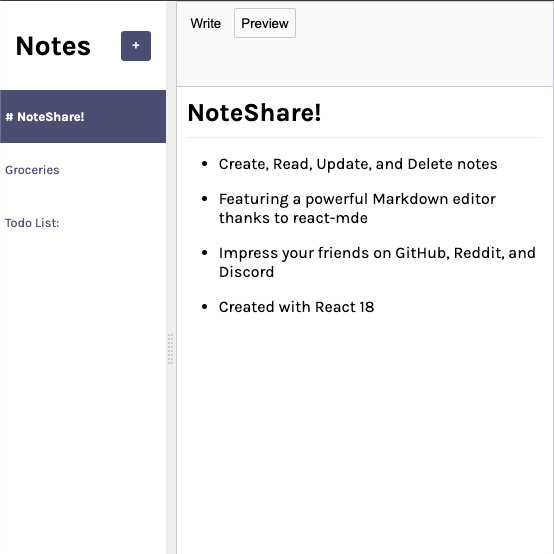 Notes
+
# NoteShare!
Groceries
Todo List:
Write Preview
NoteShare!
• Create, Read, Update, and Delete notes
• Featuring a powerful Markdown editor
thanks to react-mde
• Impress your friends on GitHub, Reddit, and
Discord
• Created with React 18